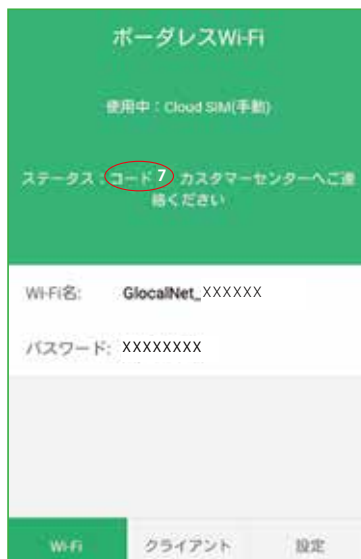 ボーダレスWi-Fi
使用中:Cloud SIM(手動)
ステータス:コード7 カスタマーセンターへご連
絡ください
Wi-Fi名: GlocalNet_XXXXXX
パスワード: XXXXXXXX
Wi-Fi クライアント 設定